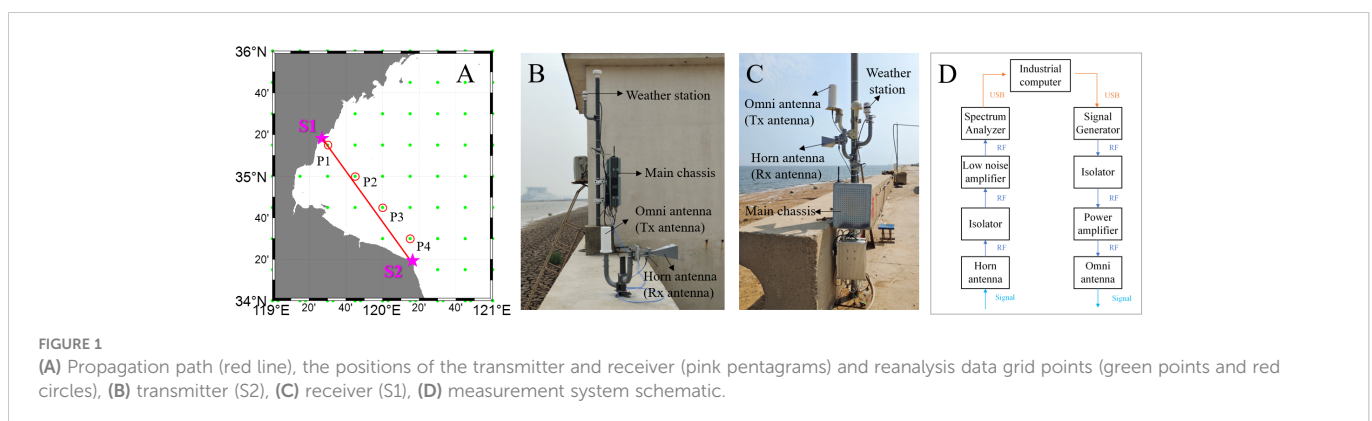 36°N
40'
20'
35°N
40'
20'
34°N
119°E
20'
40'
120°E
20'
40'
121°E
A
S1
P1
P2
P3
P4
S2
B
Weather station
Main chassis
Omni antenna
(Tx antenna)
Horn antenna
(Rx antenna)
C
Weather
station
Omni antenna
(Tx antenna)
Horn antenna
(Rx antenna)
Main chassis
D
Industrial
computer
USB
USB
Spectrum
Analyzer
Signal
Generator
RF
RF
Low noise
amplifier
Isolator
RF
RF
Isolator
Power
amplifier
RF
RF
Horn
antenna
Omni
antenna
Signal
Signal
FIGURE 1
(A) Propagation path (red line), the positions of the transmitter and receiver (pink pentagrams) and reanalysis data grid points (green points and red
circles), (B) transmitter (S2), (C) receiver (S1), (D) measurement system schematic.